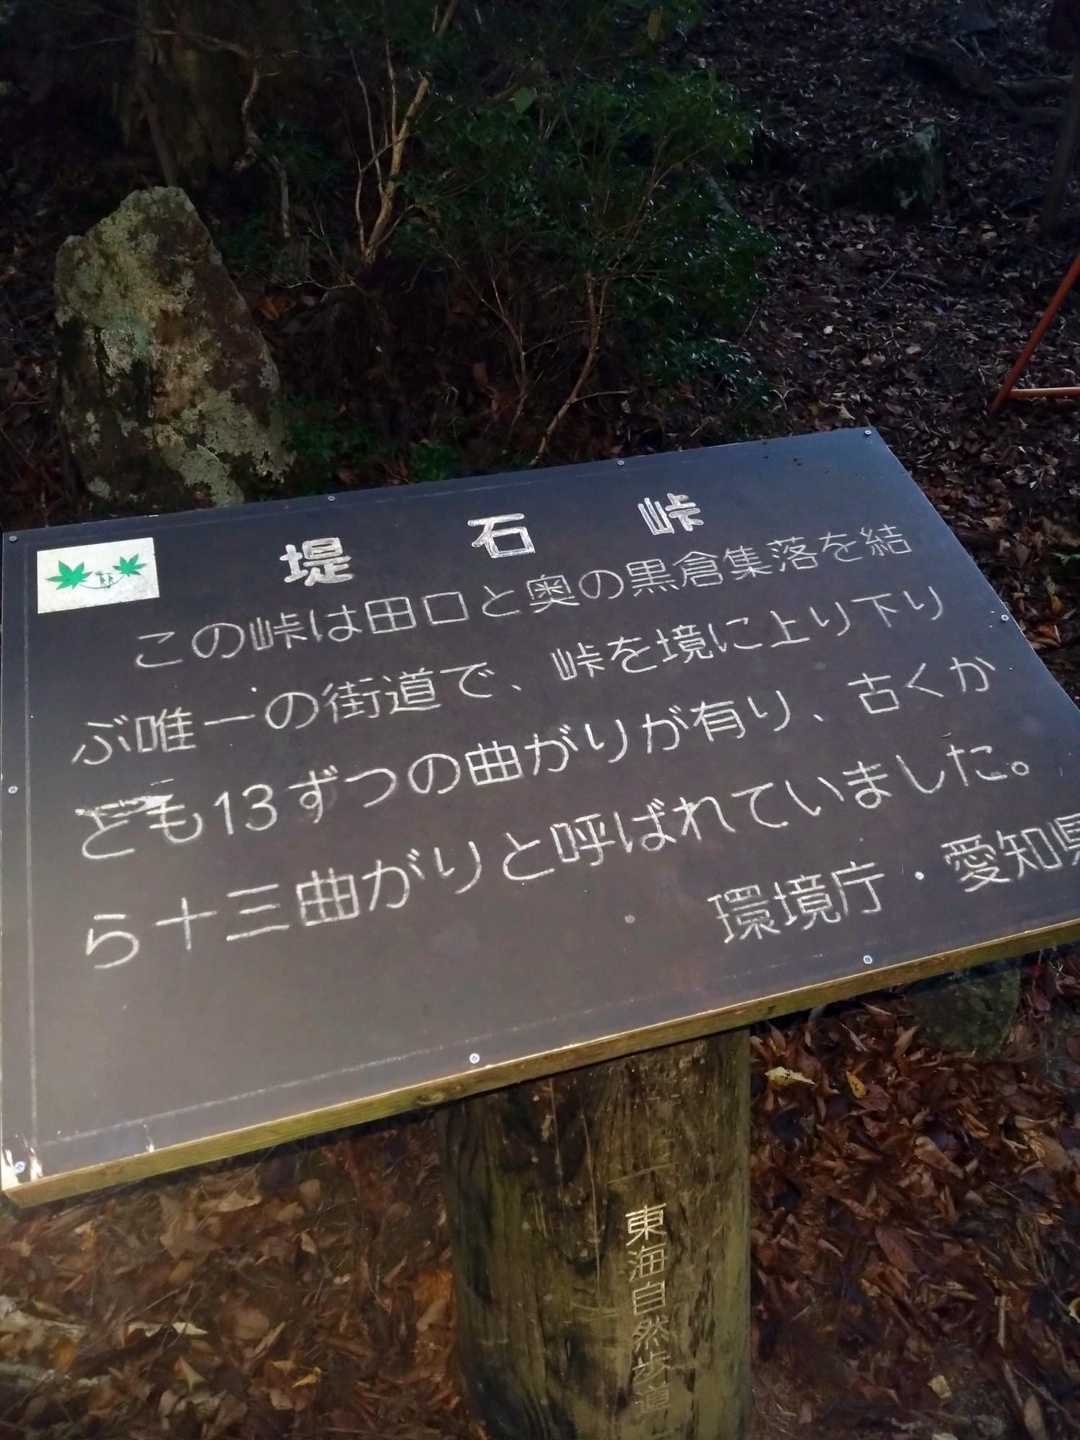 堤石峠
この峠は田口と奥の黒倉集落を結
ぶ唯一の街道で、峠を境に上り下り
とも13ずつの曲がりが有り、古くか
ら十三曲がりと呼ばれていました。
環境庁・愛知県
東海自然歩道